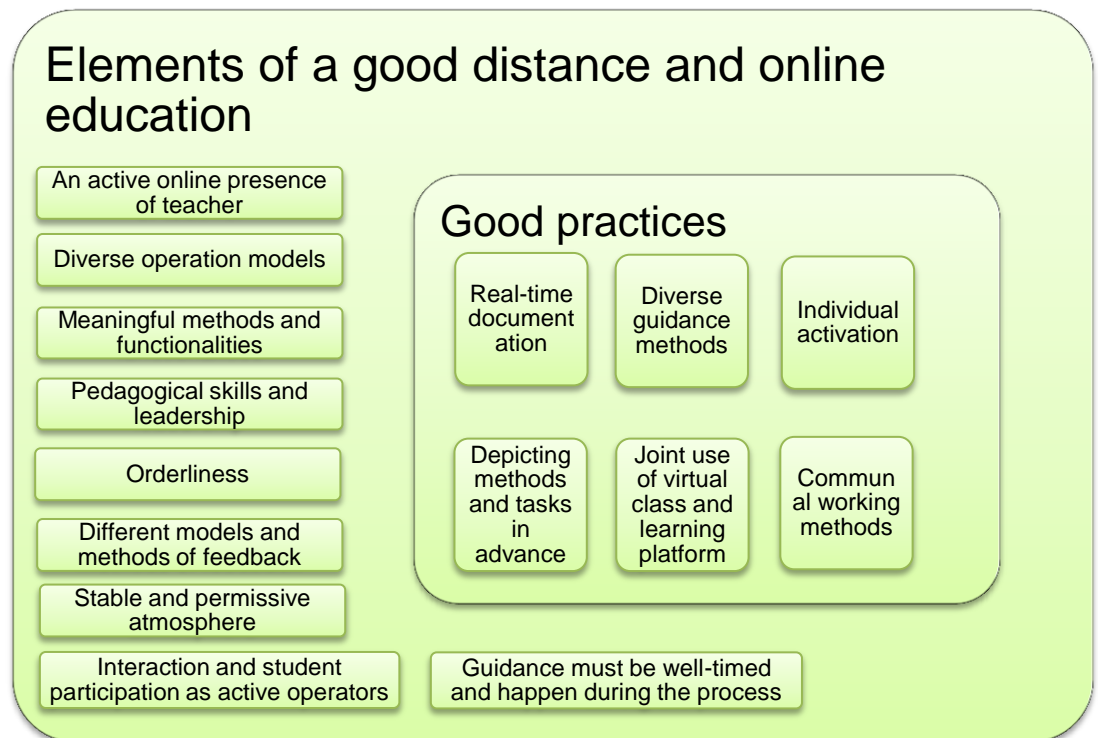 Elements of a good distance and online
education
An active online presence
of teacher
Diverse operation models
Meaningful methods and
functionalities
Pedagogical skills and
leadership
Orderliness
Different models and
methods of feedback
Stable and permissive
atmosphere
Interaction and student
participation as active operators
Guidance must be well-timed
and happen during the process
Good practices
Real-time
document
ation
Diverse
guidance
methods
Individual
activation
Depicting
methods
and tasks
in
advance
Joint use
of virtual
class and
learning
platform
Commun
al working
methods